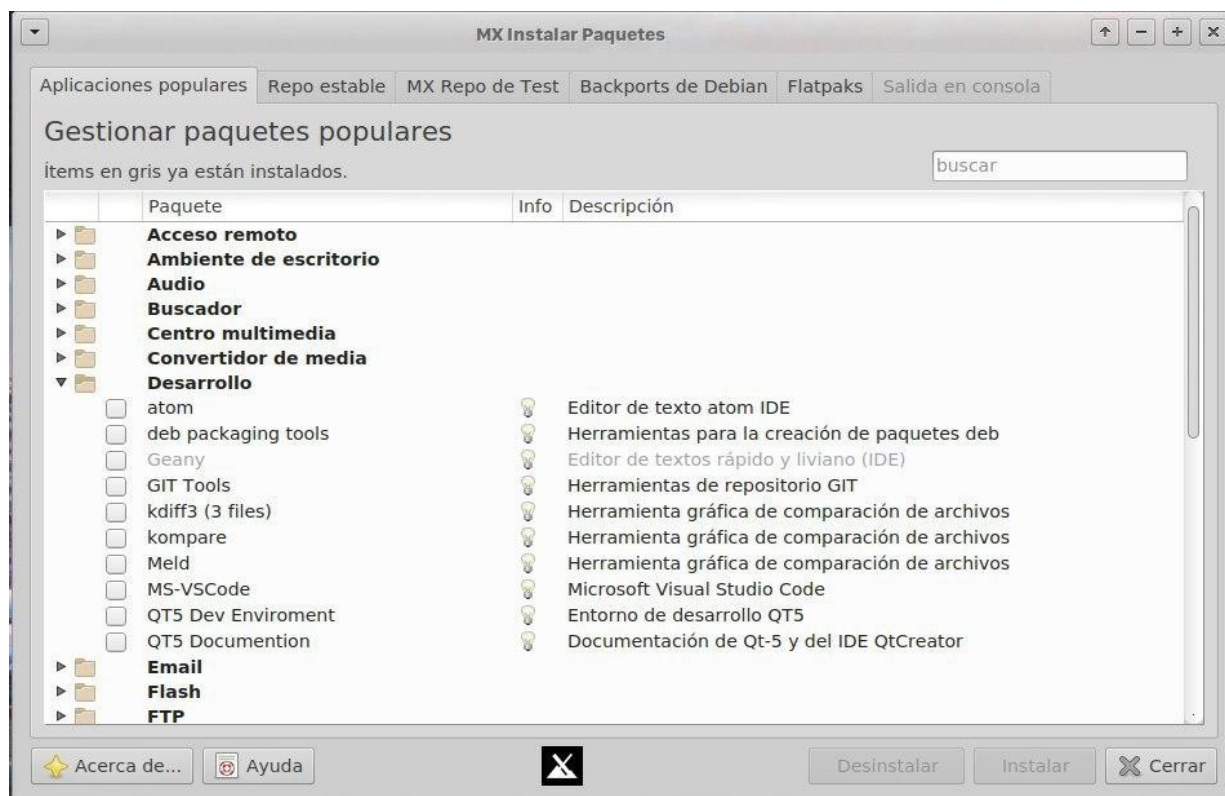 MX Instalar Paquetes
Aplicaciones populares Repo estable MX Repo de Test Backports de Debian Flatpaks Salida en consola
Gestionar paquetes populares
Ítems en gris ya están instalados.
buscar
Paquete Info Descripción
Acceso remoto
Ambiente de escritorio
Audio
Buscador
Centro multimedia
Convertidor de media
Desarrollo
atom Editor de texto atom IDE
deb packaging tools Herramientas para la creación de paquetes deb
Geany Editor de textos rápido y liviano (IDE)
GIT Tools Herramientas de repositorio GIT
kdiff3 (3 files) Herramienta gráfica de comparación de archivos
kompare Herramienta gráfica de comparación de archivos
Meld Herramienta gráfica de comparación de archivos
MS-VSCode Microsoft Visual Studio Code
QT5 Dev Enviroment Entorno de desarrollo QT5
QT5 Documention Documentación de Qt-5 y del IDE QtCreator
Email
Flash
FTP
Acerca de... Ayuda Desinstalar Instalar Cerrar